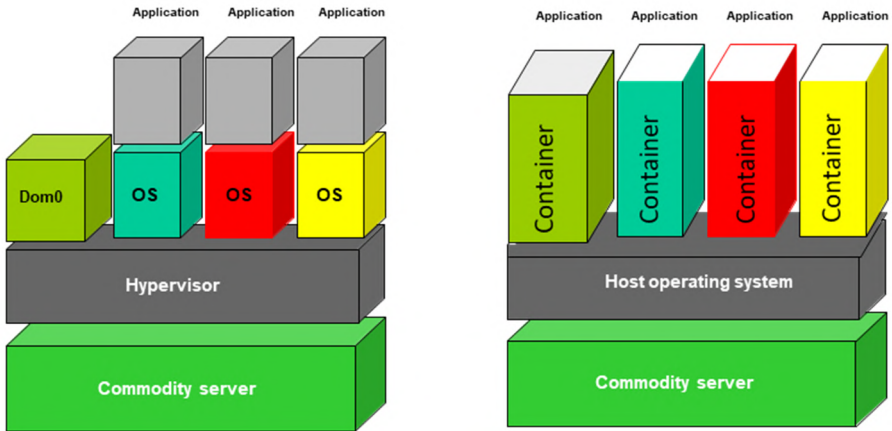 Application Application Application
Dom0 OS OS OS
Hypervisor
Commodity server
Application Application Application Application
Container Container Container Container
Host operating system
Commodity server